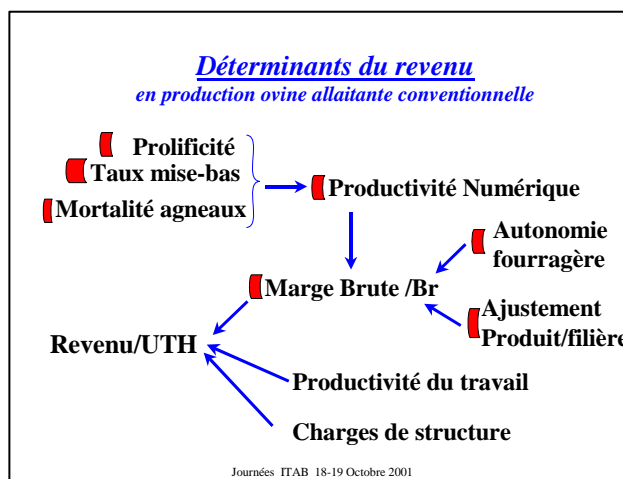 Déterminants du revenu
en production ovine allaitante conventionnelle
Prolificité
Taux mise-bas
Mortalité agneaux
Productivité Numérique
Autonomie
fourragère
Marge Brute /Br
Ajustement
Produit/filière
Revenu/UTH
Productivité du travail
Charges de structure
Journées ITAB 18-19 Octobre 2001